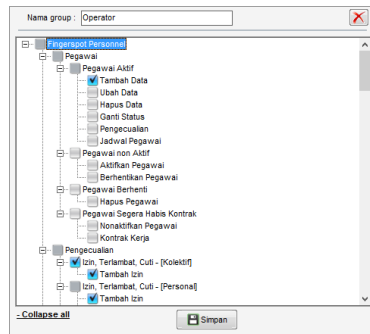 Nama group : Operator
Fingerspot Personnel
Pegawai
Pegawai Aktif
Tambah Data
Ubah Data
Hapus Data
Ganti Status
Pengecualian
Jadwal Pegawai
Pegawai non Aktif
Aktifkan Pegawai
Berhentikan Pegawai
Pegawai Berhenti
Hapus Pegawai
Pegawai Segera Habis Kontrak
Nonaktifkan Pegawai
Kontrak Kerja
Pengecualian
Izin, Terlambat, Cuti - [Kolektif]
Tambah Izin
Izin, Terlambat, Cuti - [Personal]
Tambah Izin
- Collapse all
Simpan